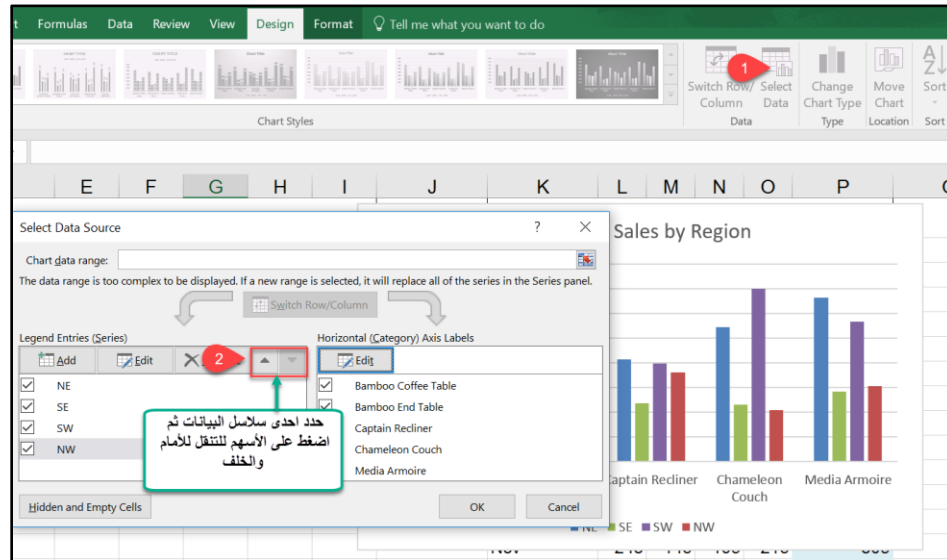 t Formulas Data Review View Design Format Tell me what you want to do
1
Switch Row/ Column
Select Data
Change Chart Type
Move Chart
Sort
Chart Styles
Data Type Location Sort
E F G H I J K L M N O P
Select Data Source ? ×
Chart data range:
The data range is too complex to be displayed. If a new range is selected, it will replace all of the series in the Series panel.
Switch Row/Column
Legend Entries (Series)
Add Edit 2
NE
SE
SW
NW
Horizontal (Category) Axis Labels
Edit
Bamboo Coffee Table
Bamboo End Table
Captain Recliner
Chameleon Couch
Media Armoire
حدد احدى سلاسل البيانات ثم
اضغط على الأسهم للتنقل للأمام
والخلف
Hidden and Empty Cells OK Cancel
Sales by Region
aptain Recliner
Chameleon
Couch
Media Armoire
NE SE SW NW